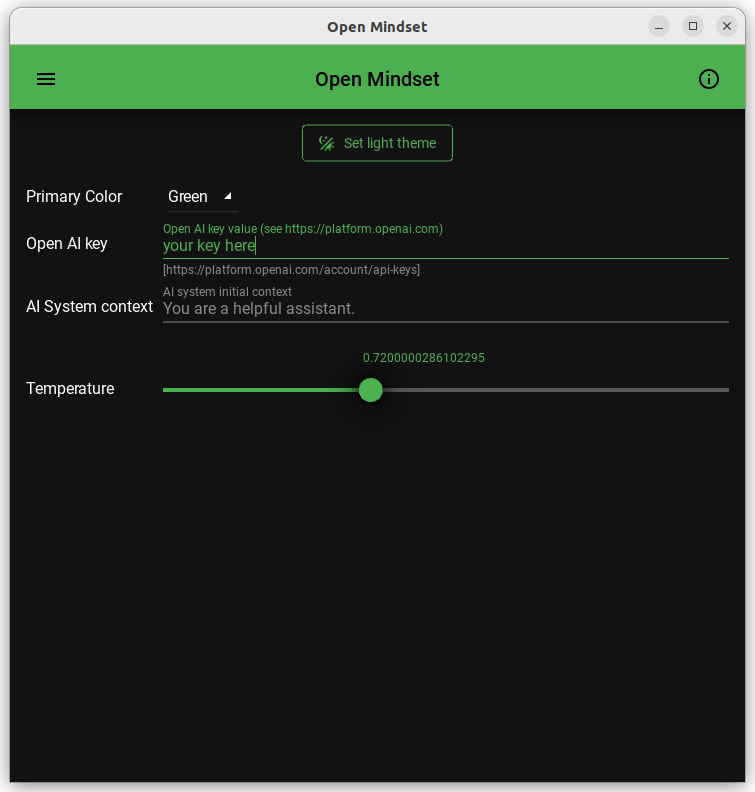 Open Mindset
Open Mindset
Set light theme
Primary Color
Green
Open AI key value (see https://platform.openai.com)
Open AI key
your key here
[https://platform.openai.com/account/api-keys]
AI system initial context
AI System context
You are a helpful assistant.
0.7200000286102295
Temperature